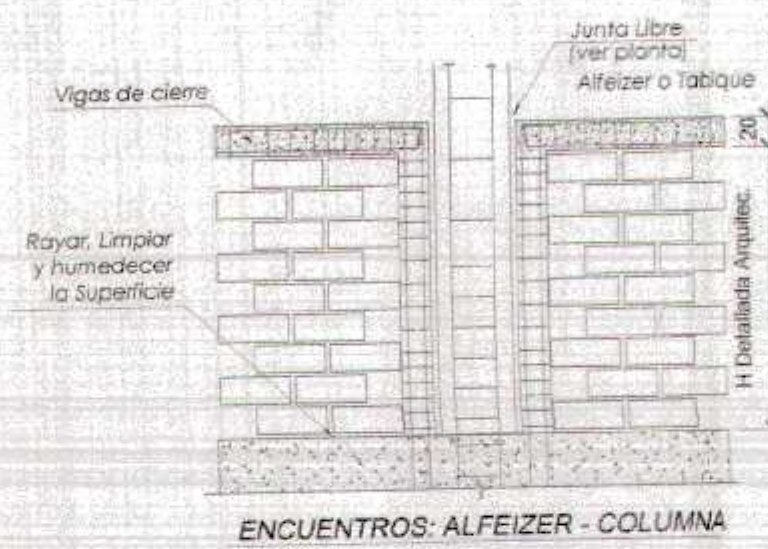 Junta Libre
(ver planta)
Alfeizer o Tabique
Vigas de cierre
20
Rayar, Limpiar
y humedecer
la Superficie
H Detallada Arquitec.
ENCUENTROS: ALFEIZER - COLUMNA